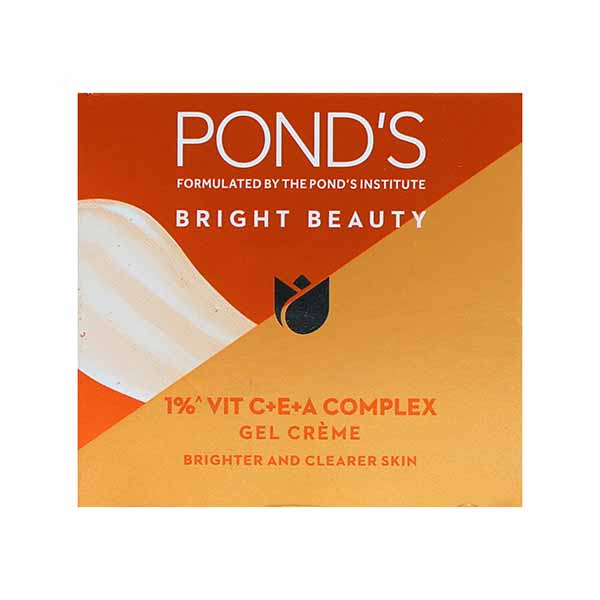 POND'S
FORMULATED BY THE POND'S INSTITUTE
BRIGHT BEAUTY
1%^ VIT C+E+A COMPLEX
GEL CRÈME
BRIGHTER AND CLEARER SKIN